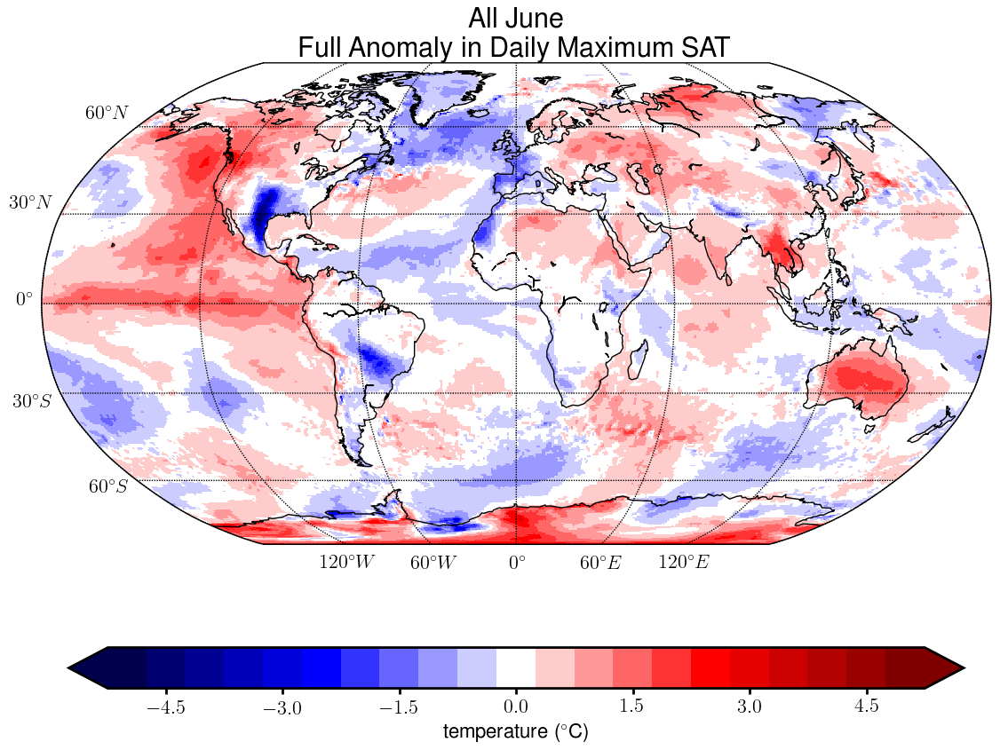 All June
Full Anomaly in Daily Maximum SAT
60°N
30°N
0°
30°S
60°S
120°W 60°W 0° 60°E 120°E
−4.5 −3.0 −1.5 0.0 1.5 3.0 4.5
temperature (°C)